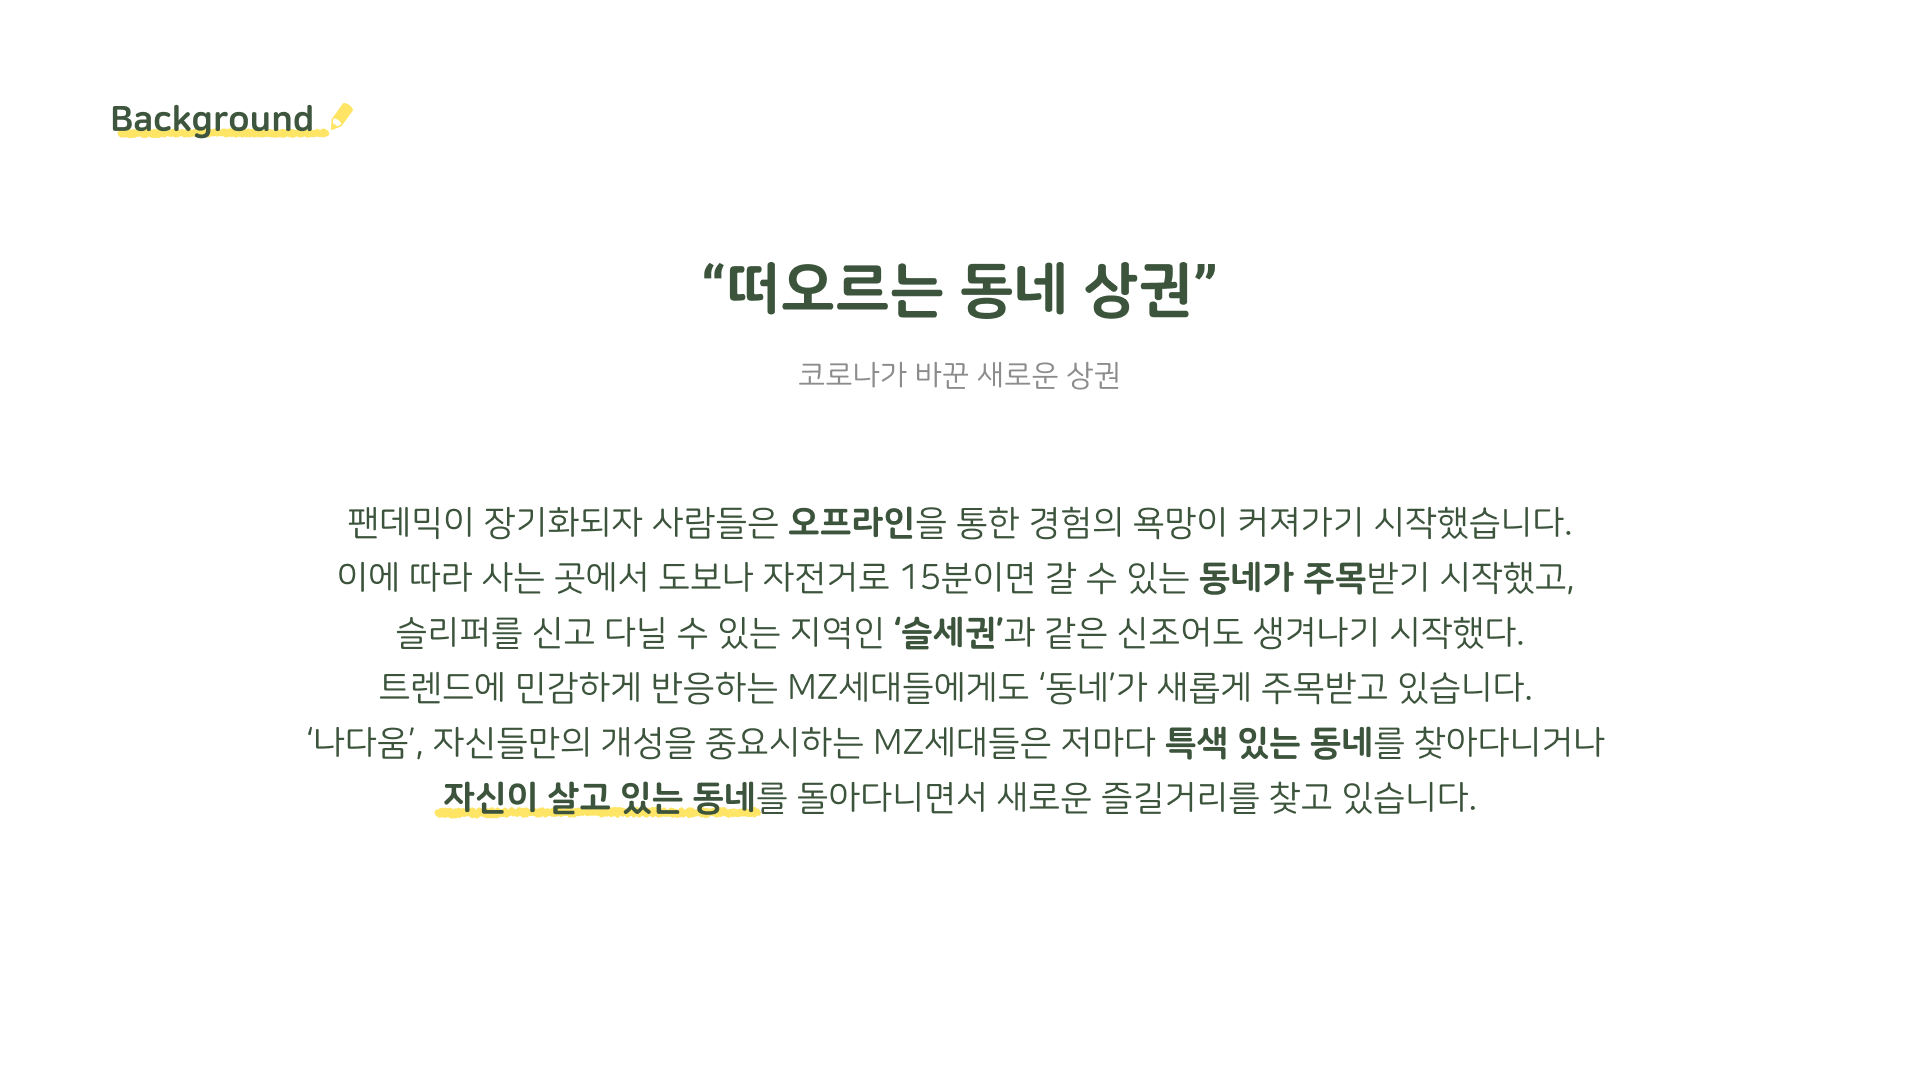 Background
“떠오르는 동네 상권”
코로나가 바꾼 새로운 상권
팬데믹이 장기화되자 사람들은 오프라인을 통한 경험의 욕망이 커져가기 시작했습니다.
이에 따라 사는 곳에서 도보나 자전거로 15분이면 갈 수 있는 동네가 주목받기 시작했고,
슬리퍼를 신고 다닐 수 있는 지역인 ‘슬세권’과 같은 신조어도 생겨나기 시작했다.
트렌드에 민감하게 반응하는 MZ세대들에게도 ‘동네’가 새롭게 주목받고 있습니다.
‘나다움’, 자신들만의 개성을 중요시하는 MZ세대들은 저마다 특색 있는 동네를 찾아다니거나
자신이 살고 있는 동네를 돌아다니면서 새로운 즐길거리를 찾고 있습니다.